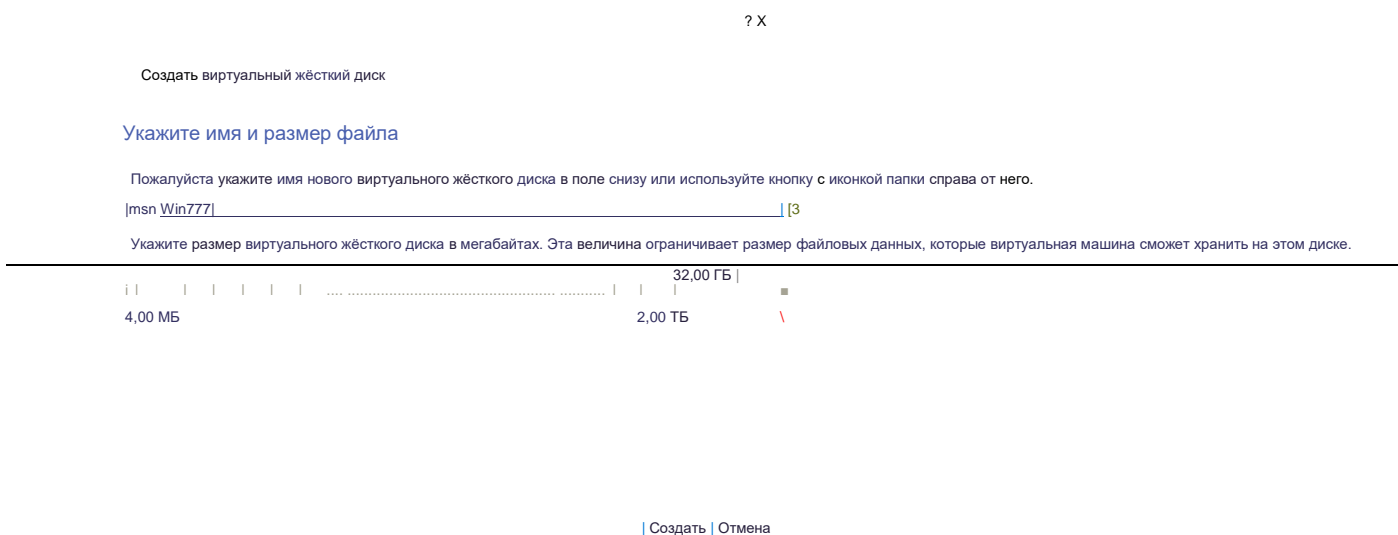 ? X
Создать виртуальный жёсткий диск
Укажите имя и размер файла
Пожалуйста укажите имя нового виртуального жёсткого диска в поле снизу или используйте кнопку с иконкой папки справа от него.
|msn Win777| | [3
Укажите размер виртуального жёсткого диска в мегабайтах. Эта величина ограничивает размер файловых данных, которые виртуальная машина сможет хранить на этом диске.
32,00 ГБ |
i | | | | | | .... .................................................. ........... | | | ■
4,00 МБ 2,00 ТБ \
| Создать | Отмена